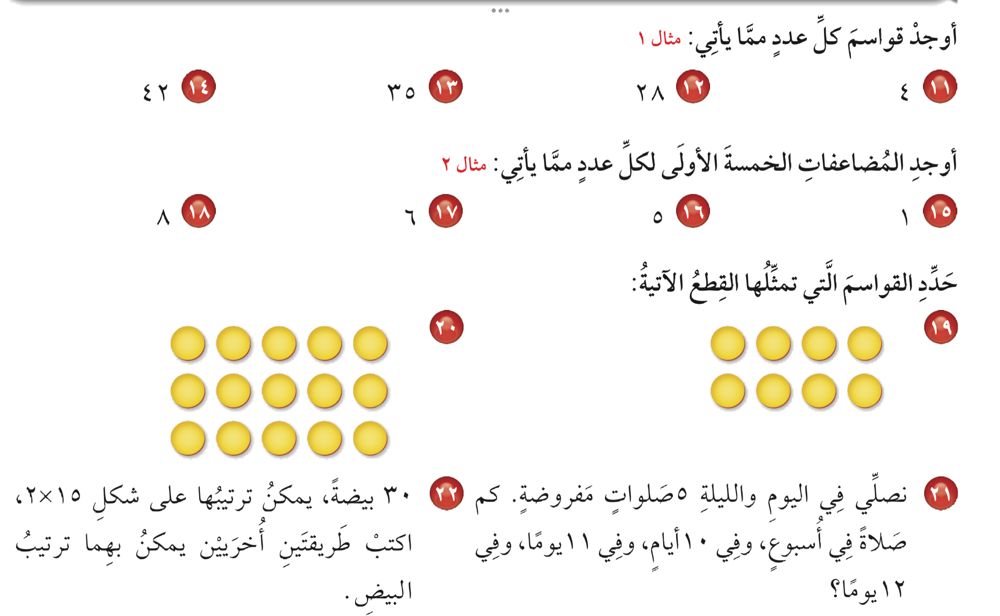 أوجدْ قواسمَ كلِّ عددٍ ممَّا يأتِي: مثال ١
١١ ٤ ١٢ ٢٨ ١٣ ٣٥ ١٤ ٤٢
أوجدِ المُضاعفاتِ الخمسةَ الأولَى لكلِّ عددٍ ممَّا يأتِي: مثال ٢
١٥ ١ ١٦ ٥ ١٧ ٦ ١٨ ٨
حَدِّدِ القواسمَ الَّتي تمثِّلُها القِطعُ الآتيةُ:
١٩ ٢٠
٢١ نصلِّي فِي اليومِ والليلةِ ٥ صَلواتٍ مَفروضةٍ. كم
صَلاةً فِي أُسبوعٍ، وفِي ١٠ أيامٍ، وفِي ١١ يومًا، وفِي
١٢ يومًا؟
٢٢ ٣٠ بيضةً، يمكنُ ترتيبُها على شكلِ ١٥×٢،
اكتبْ طَريقتَينِ أُخرَيَيْن يمكنُ بهِما ترتيبُ
البيضِ.